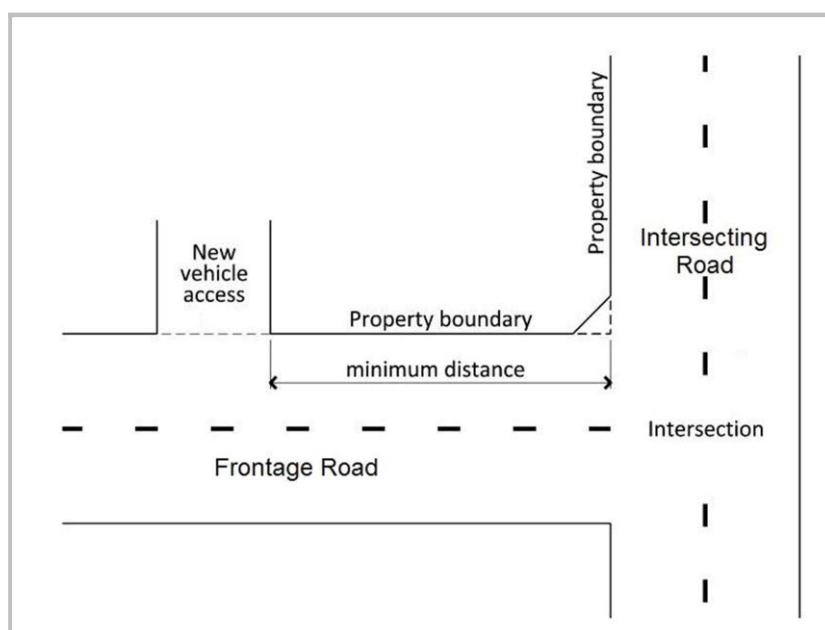 Property boundary
New
vehicle
access
Intersecting
Road
Property boundary
minimum distance
Intersection
Frontage Road